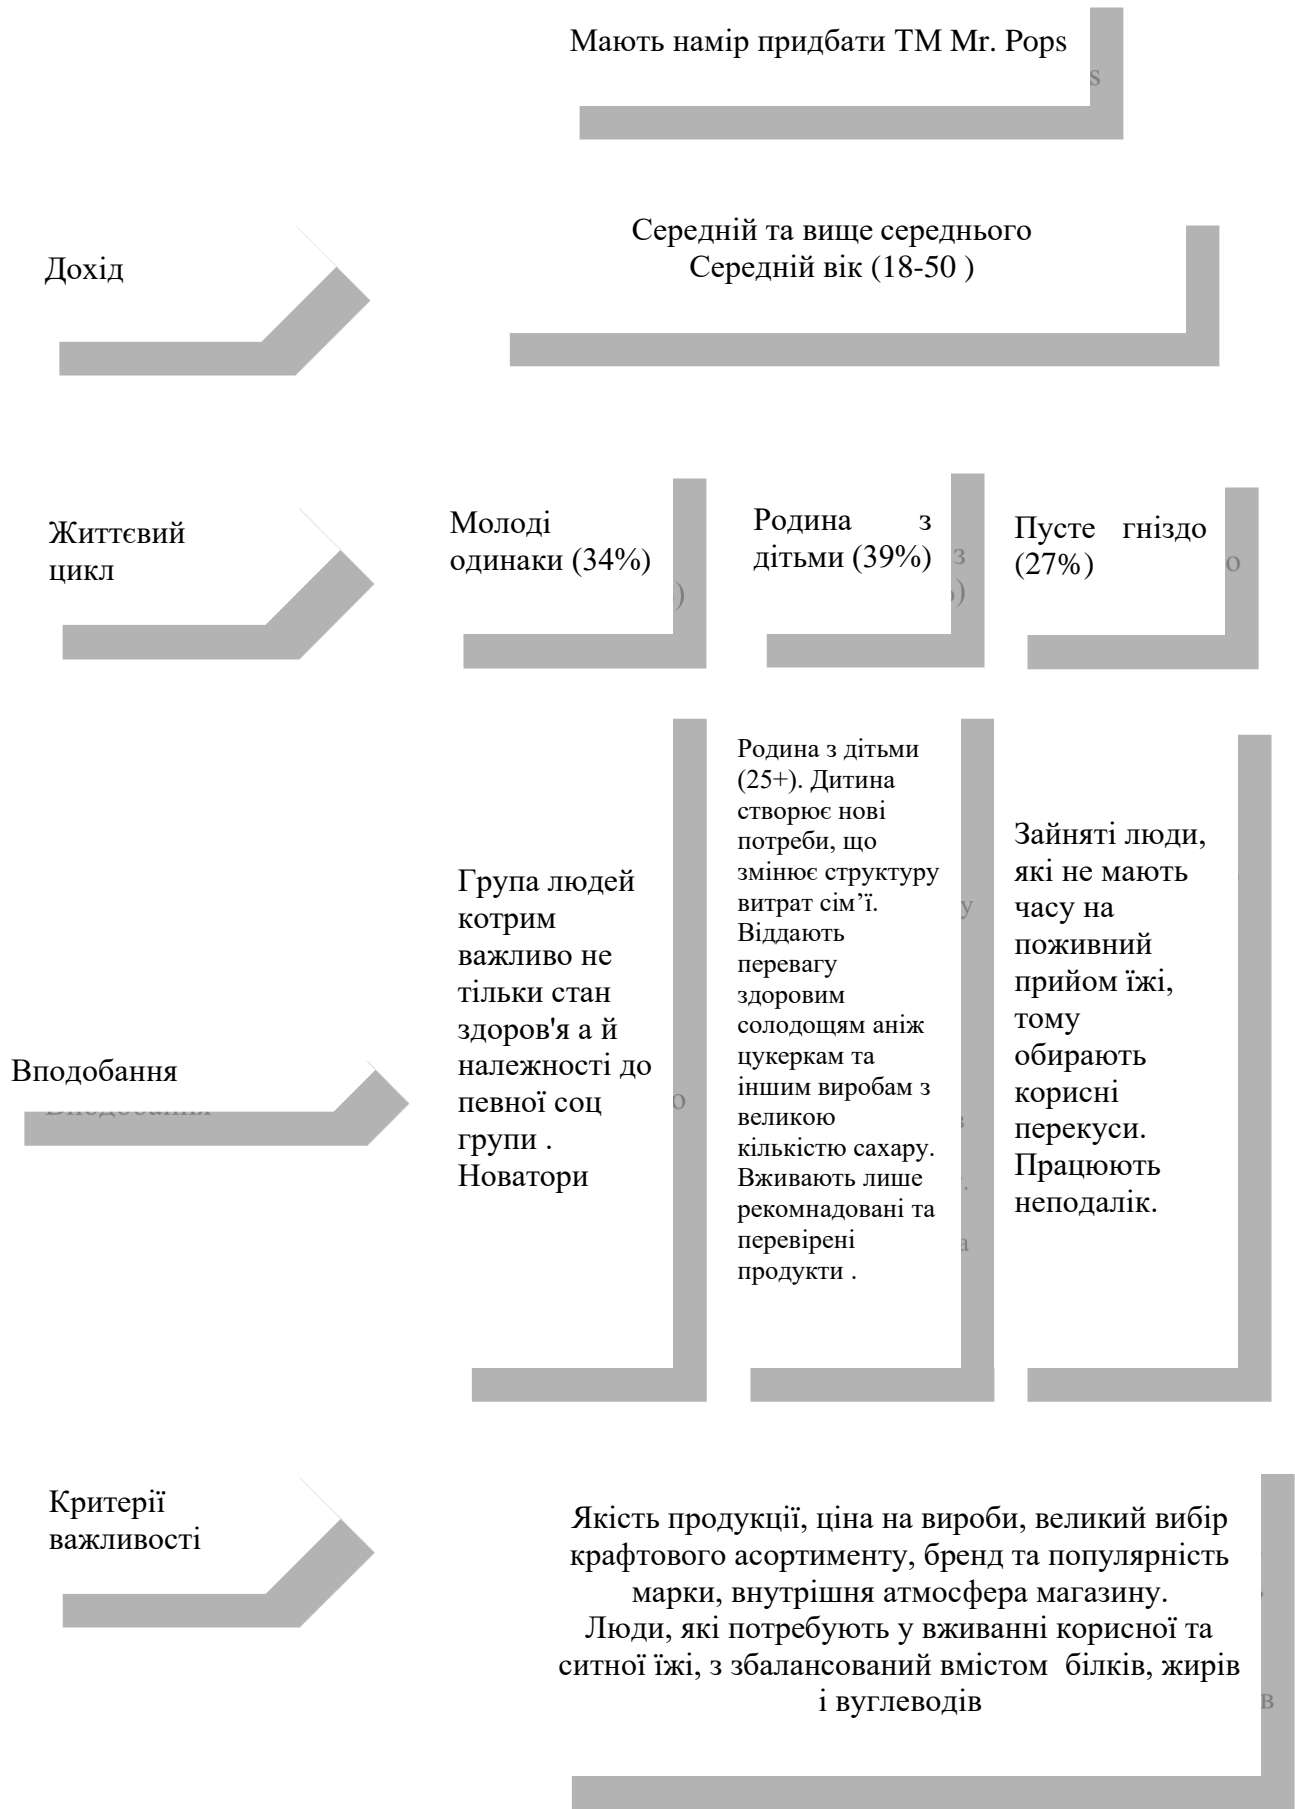 Мають намір придбати ТМ Mr. Pops
Дохід
Середній та вище середнього
Середній вік (18-50 )
Життєвий
цикл
Молоді
одинаки (34%)
Родина з
дітьми (39%)
Пусте гніздо
(27%)
Вподобання
Група людей
котрим
важливо не
тільки стан
здоров'я а й
належності до
певної соц
групи .
Новатори
Родина з дітьми
(25+). Дитина
створює нові
потреби, що
змінює структуру
витрат сім’ї.
Віддають
перевагу
здоровим
солодощям аніж
цукеркам та
іншим виробам з
великою
кількістю сахару.
Вживають лише
рекомнадовані та
перевірені
продукти .
Зайняті люди,
які не мають
часу на
поживний
прийом їжі,
тому
обирають
корисні
перекуси.
Працюють
неподалік.
Критерії
важливості
Якість продукції, ціна на вироби, великий вибір
крафтового асортименту, бренд та популярність
марки, внутрішня атмосфера магазину.
Люди, які потребують у вживанні корисної та
ситної їжі, з збалансований вмістом білків, жирів
і вуглеводів